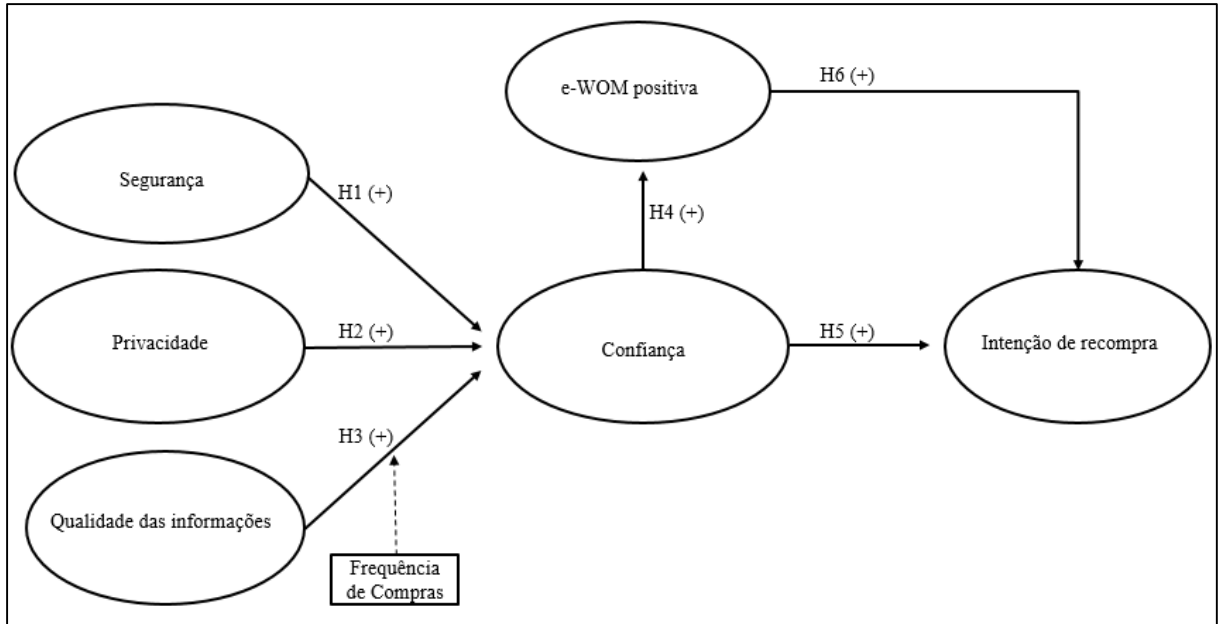 e-WOM positiva
H6 (+)
Segurança
H1 (+)
H4 (+)
Privacidade
H2 (+)
Confiança
H5 (+)
Intenção de recompra
H3 (+)
Qualidade das informações
Frequência
de Compras